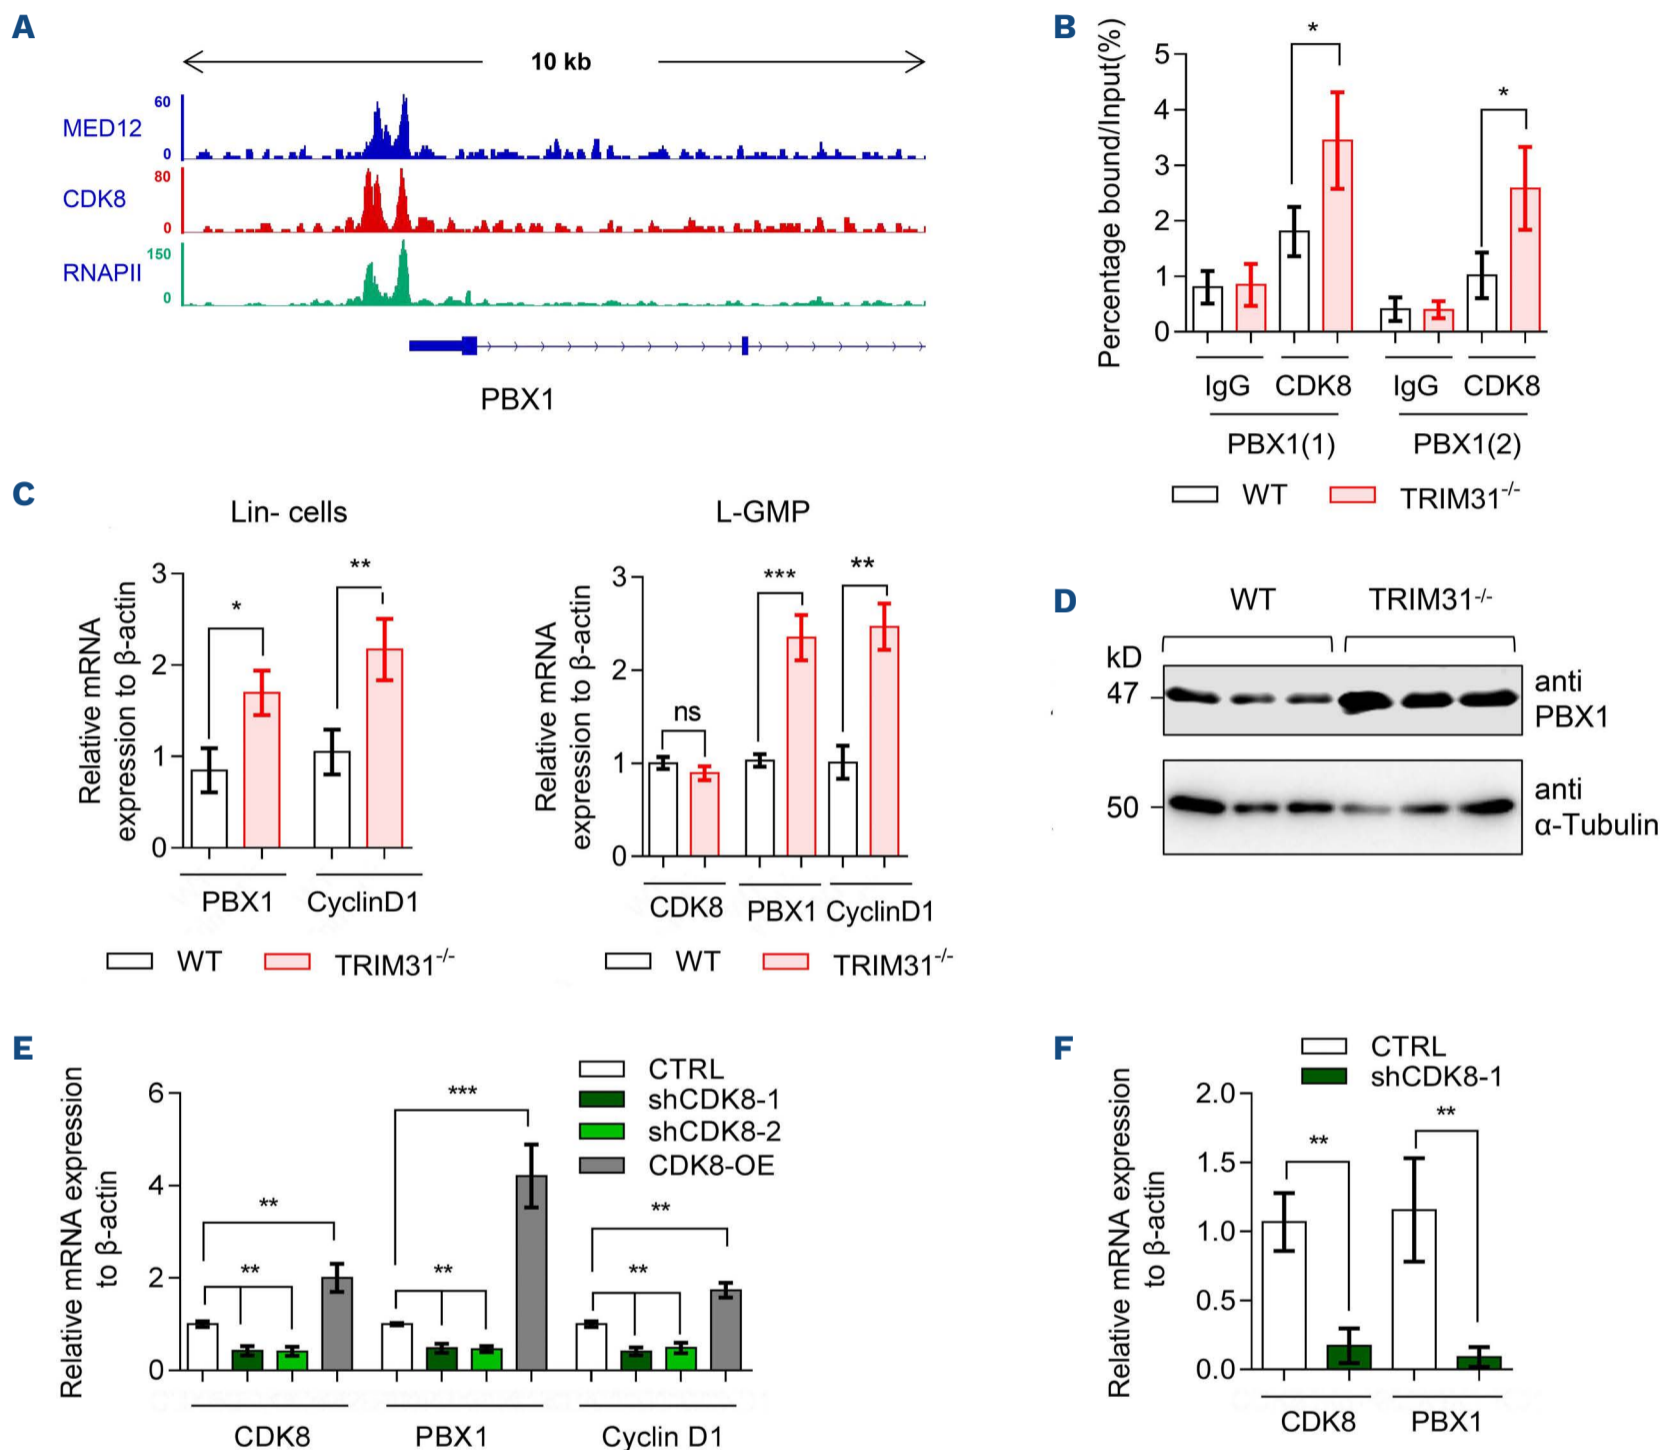 A
10 kb
MED12
60
0
CDK8
80
0
RNAPII
150
0
PBX1
B
Percentage bound/Input(%)
5
4
3
2
1
0
*
*
IgG CDK8 IgG CDK8
PBX1(1) PBX1(2)
WT TRIM31-/-
C
Lin- cells
Relative mRNA
expression to β-actin
3
2
1
0
*
**
PBX1 CyclinD1
WT TRIM31-/-
L-GMP
Relative mRNA
expression to β-actin
3
2
1
0
ns
***
**
CDK8 PBX1 CyclinD1
WT TRIM31-/-
D
WT TRIM31-/-
kD
47
anti
PBX1
50
anti
α-Tubulin
E
Relative mRNA expression
to β-actin
6
4
2
0
CTRL
shCDK8-1
shCDK8-2
CDK8-OE
**
**
***
**
**
**
CDK8 PBX1 Cyclin D1
F
CTRL
shCDK8-1
Relative mRNA expression
to β-actin
2.0
1.5
1.0
0.5
0.0
**
**
CDK8 PBX1